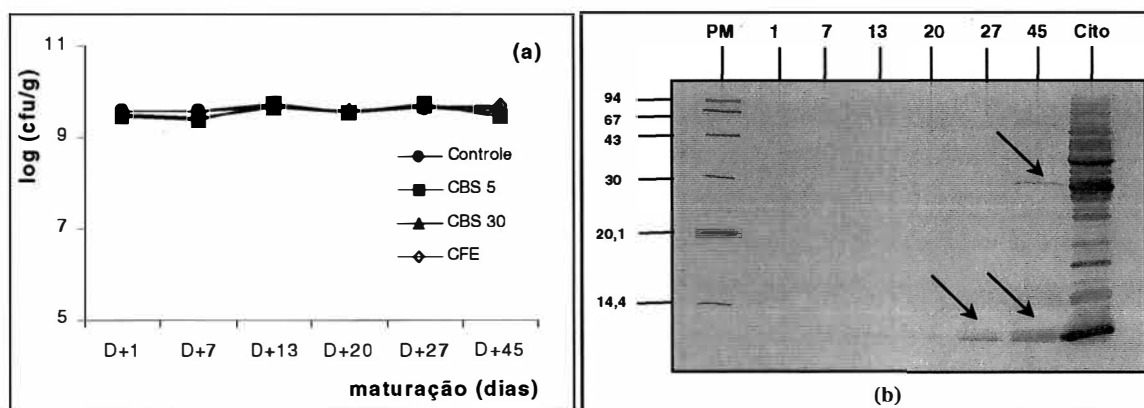 11
9
7
5
log (cfu/g)
(a)
Controle
CBS 5
CBS 30
CFE
D+1 D+7 D+13 D+20 D+27 D+45
maturação (dias)
PM 1 7 13 20 27 45 Cito
94
67
43
30
20,1
14,4
(b)